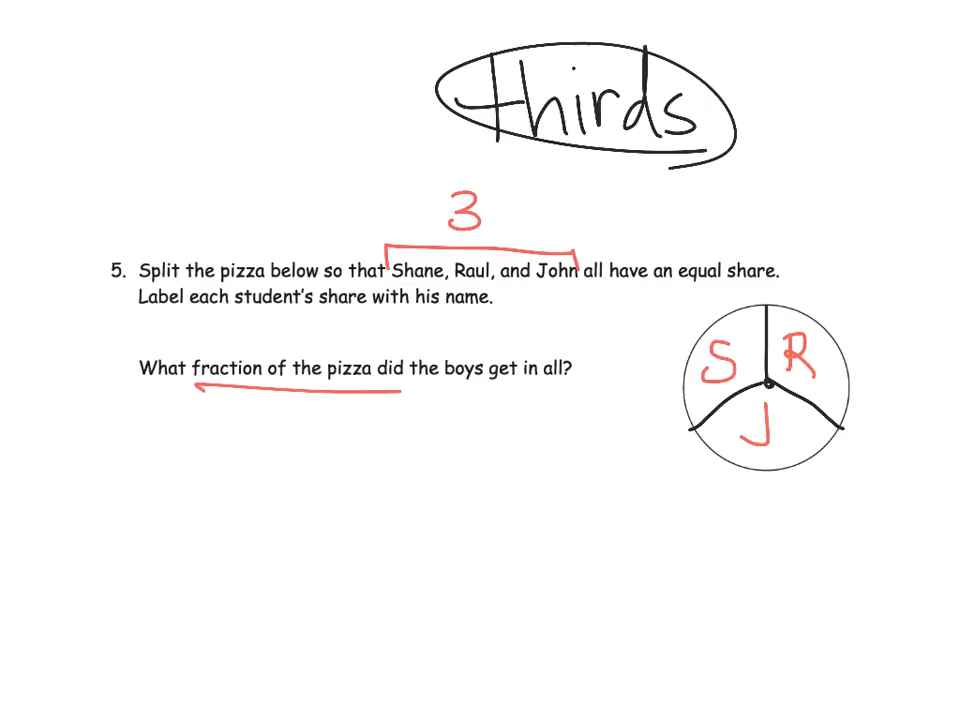 thirds
3
5. Split the pizza below so that Shane, Raul, and John all have an equal share.
Label each student's share with his name.
What fraction of the pizza did the boys get in all?
S R
J